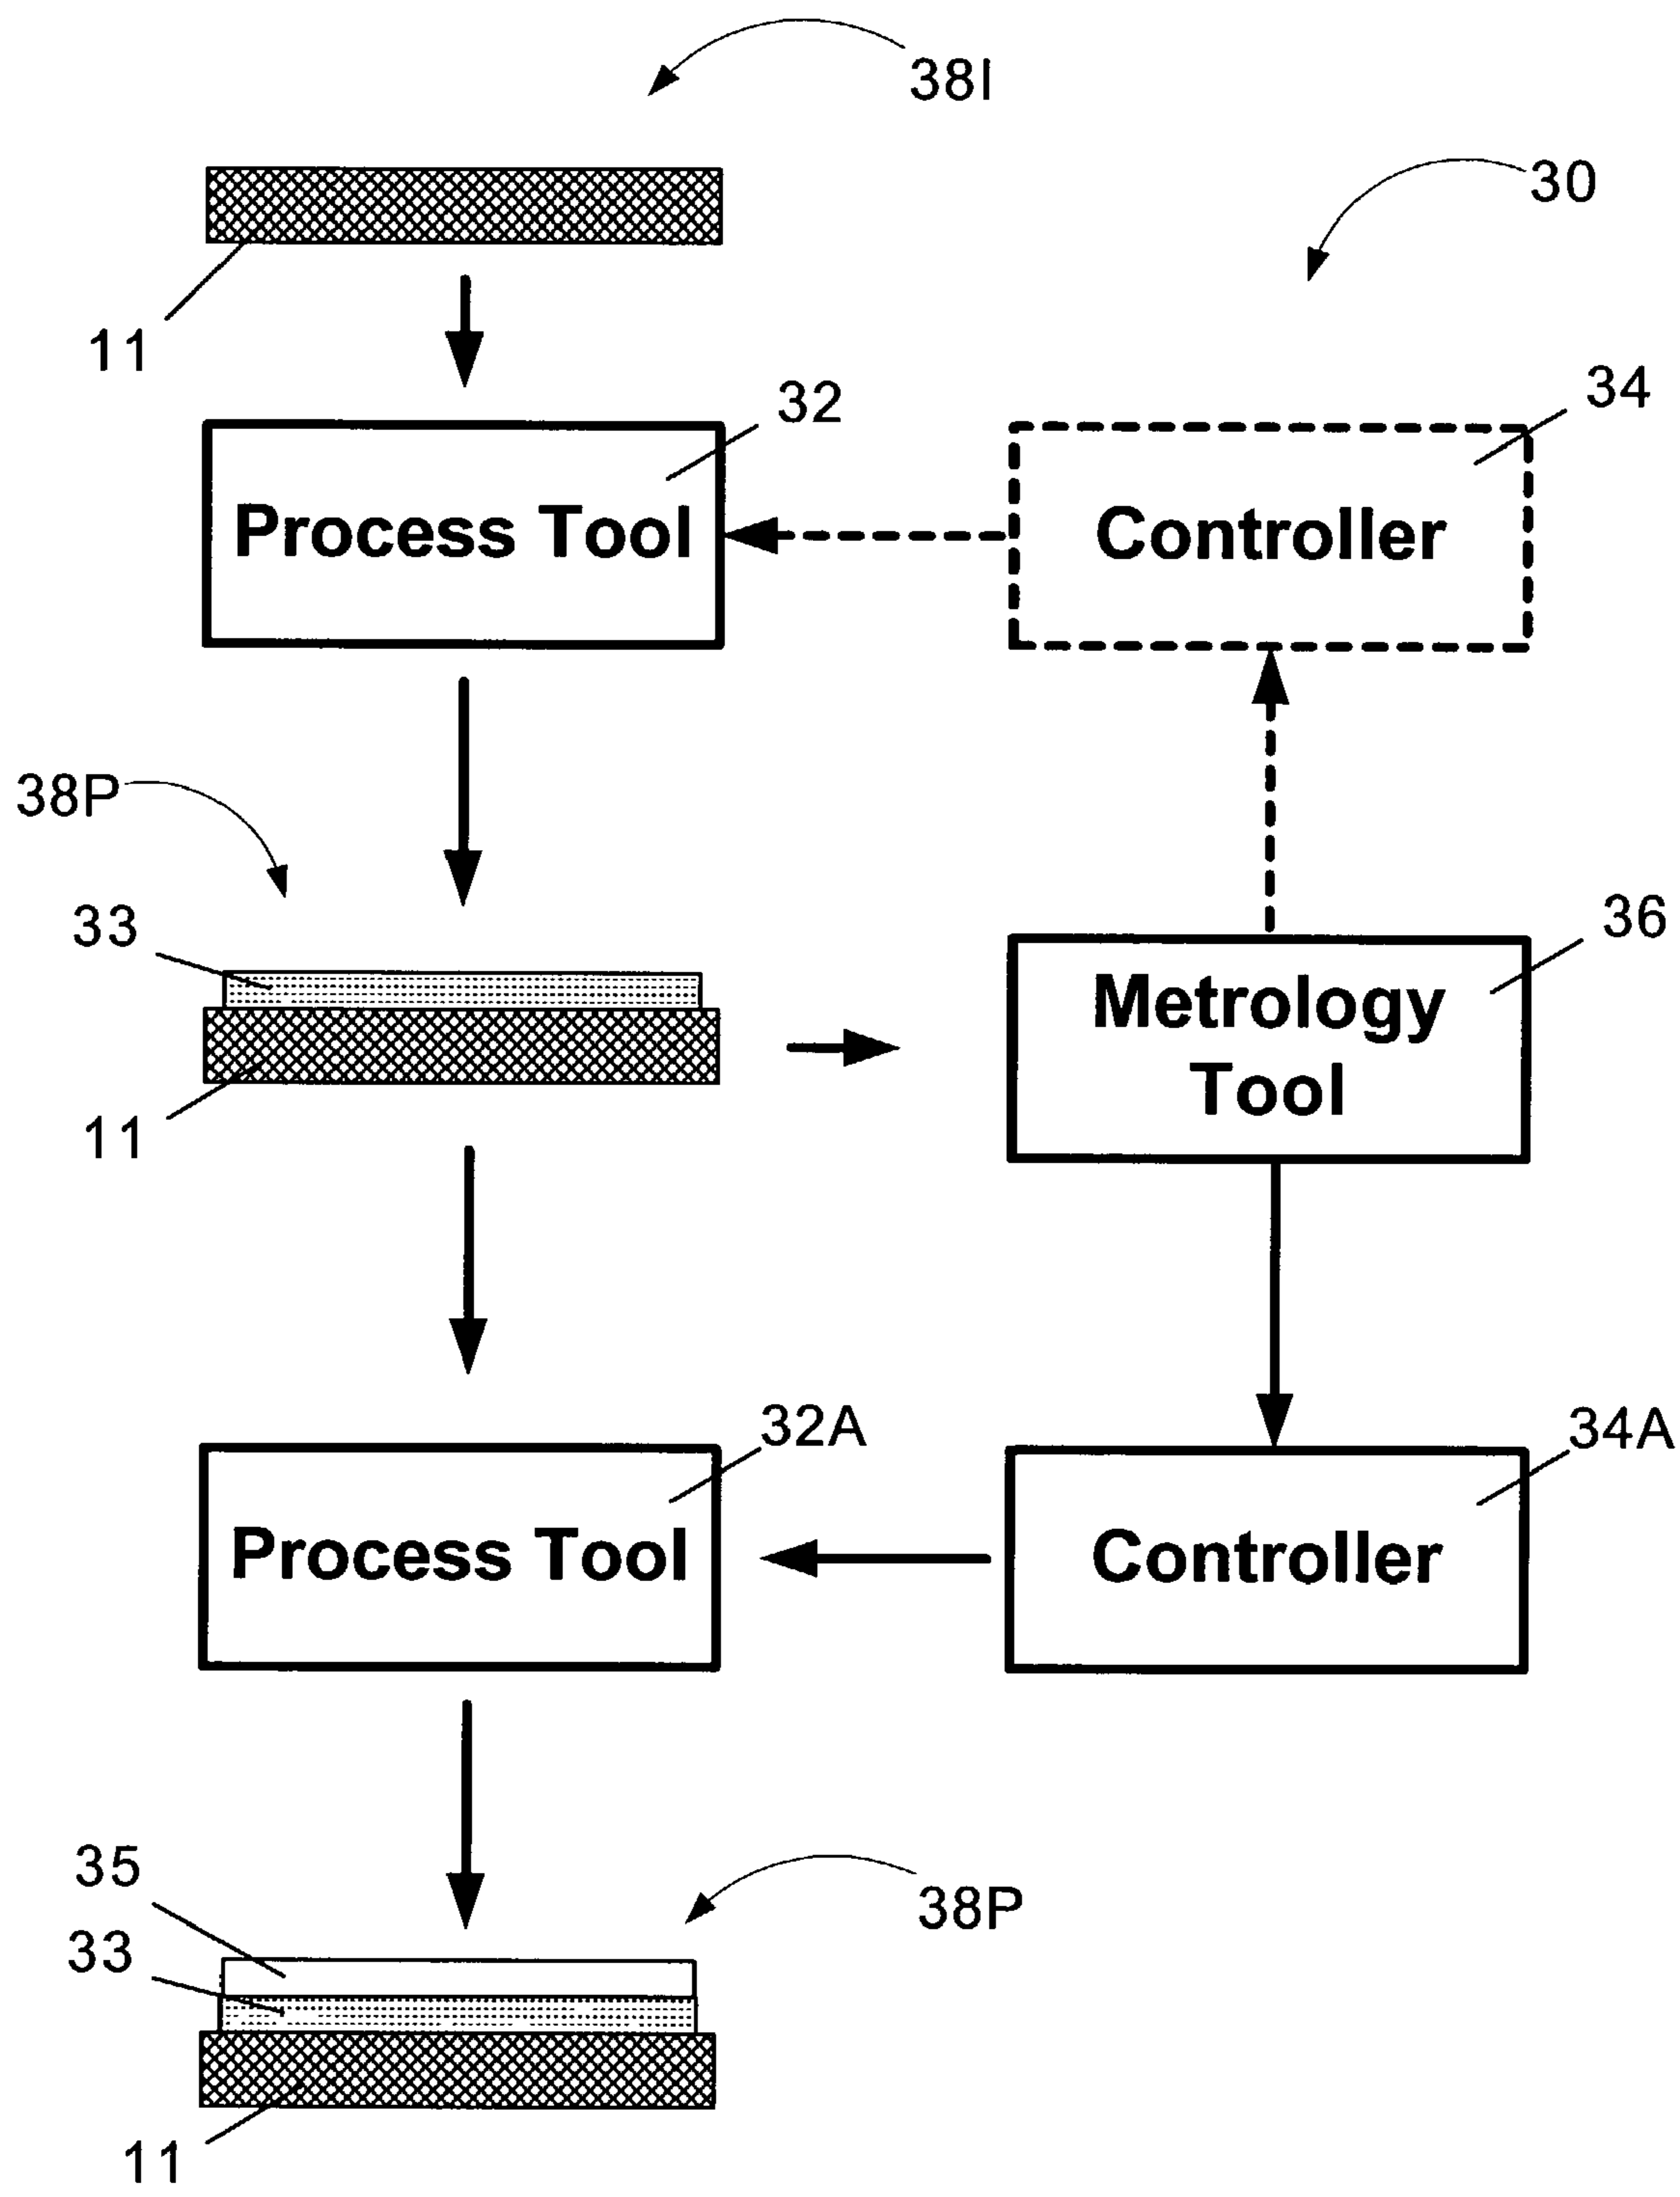 38I
30
11
32
34
Process Tool
Controller
38P
33
36
Metrology
Tool
11
32A
34A
Process Tool
Controller
35
38P
33
11